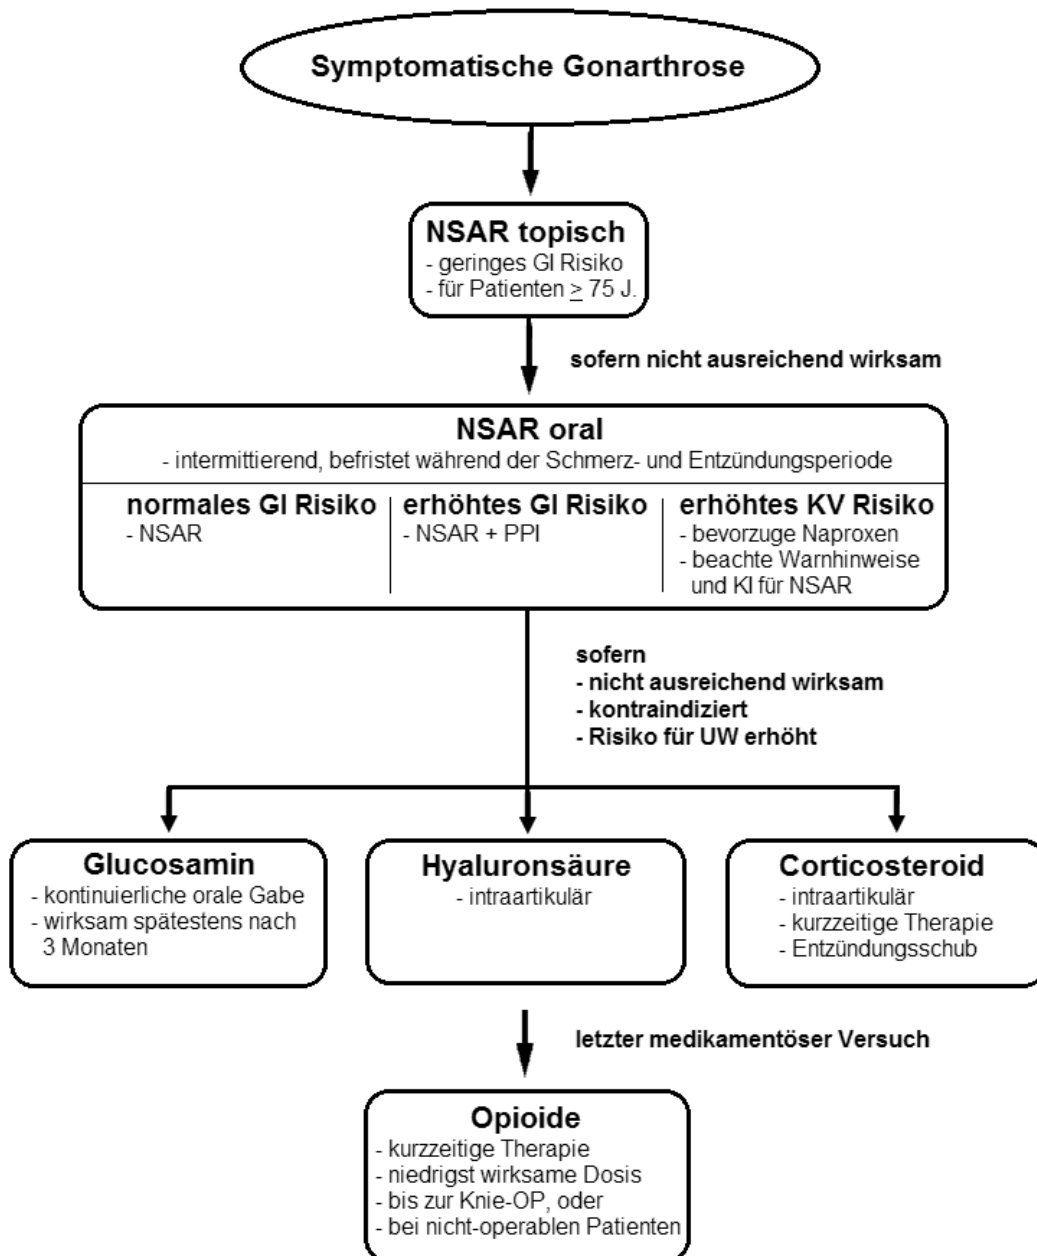 Symptomatische Gonarthrose
NSAR topisch
- geringes GI Risiko
- für Patienten ≥ 75 J.
sofern nicht ausreichend wirksam
NSAR oral
- intermittierend, befristet während der Schmerz- und Entzündungsperiode
normales GI Risiko
- NSAR
erhöhtes GI Risiko
- NSAR + PPI
erhöhtes KV Risiko
- bevorzuge Naproxen
- beachte Warnhinweise
und KI für NSAR
sofern
- nicht ausreichend wirksam
- kontraindiziert
- Risiko für UW erhöht
Glucosamin
- kontinuierliche orale Gabe
- wirksam spätestens nach
3 Monaten
Hyaluronsäure
- intraartikulär
Corticosteroid
- intraartikulär
- kurzzeitige Therapie
- Entzündungsschub
letzter medikamentöser Versuch
Opioide
- kurzzeitige Therapie
- niedrigst wirksame Dosis
- bis zur Knie-OP, oder
- bei nicht-operablen Patienten